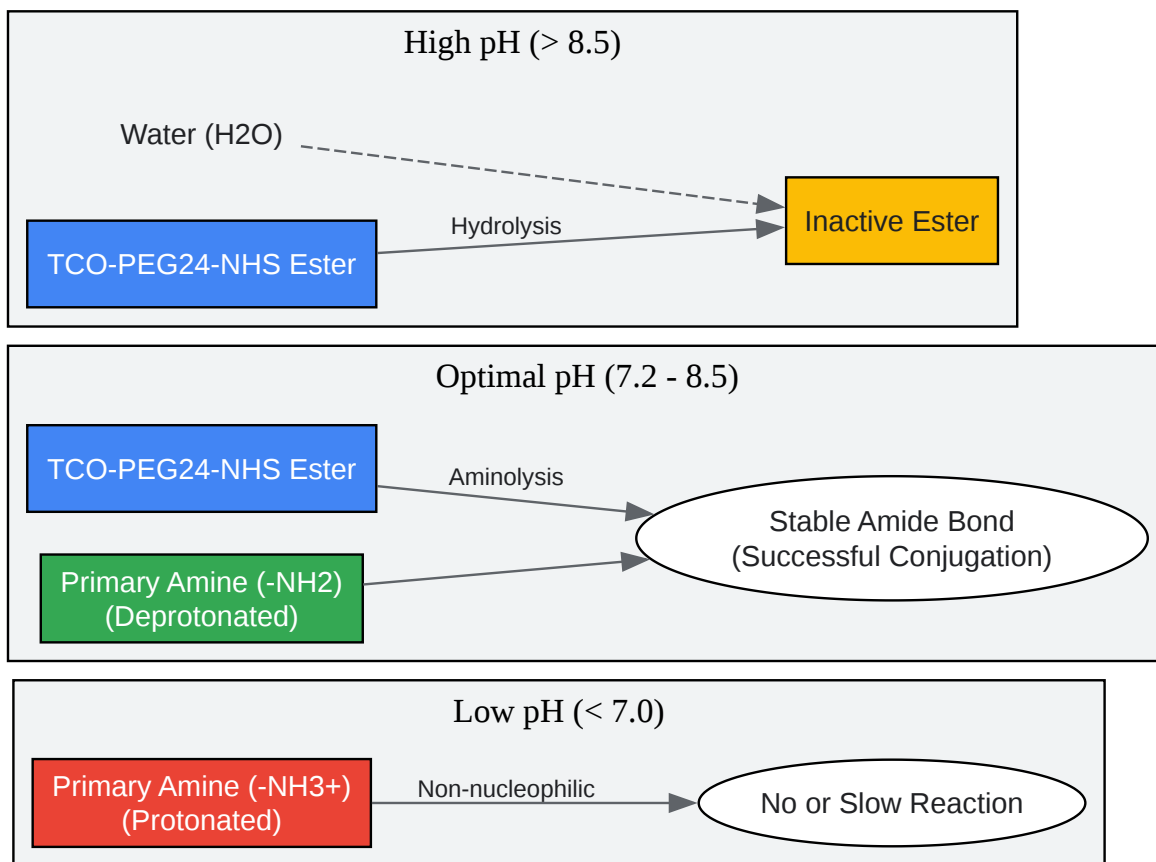 High pH (> 8.5)
Water (H2O)
Hydrolysis
Inactive Ester
TCO-PEG24-NHS Ester
Optimal pH (7.2 - 8.5)
TCO-PEG24-NHS Ester
Aminolysis
Stable Amide Bond
(Successful Conjugation)
Primary Amine (-NH2)
(Deprotonated)
Low pH (< 7.0)
Primary Amine (-NH3+)
(Protonated)
Non-nucleophilic
No or Slow Reaction